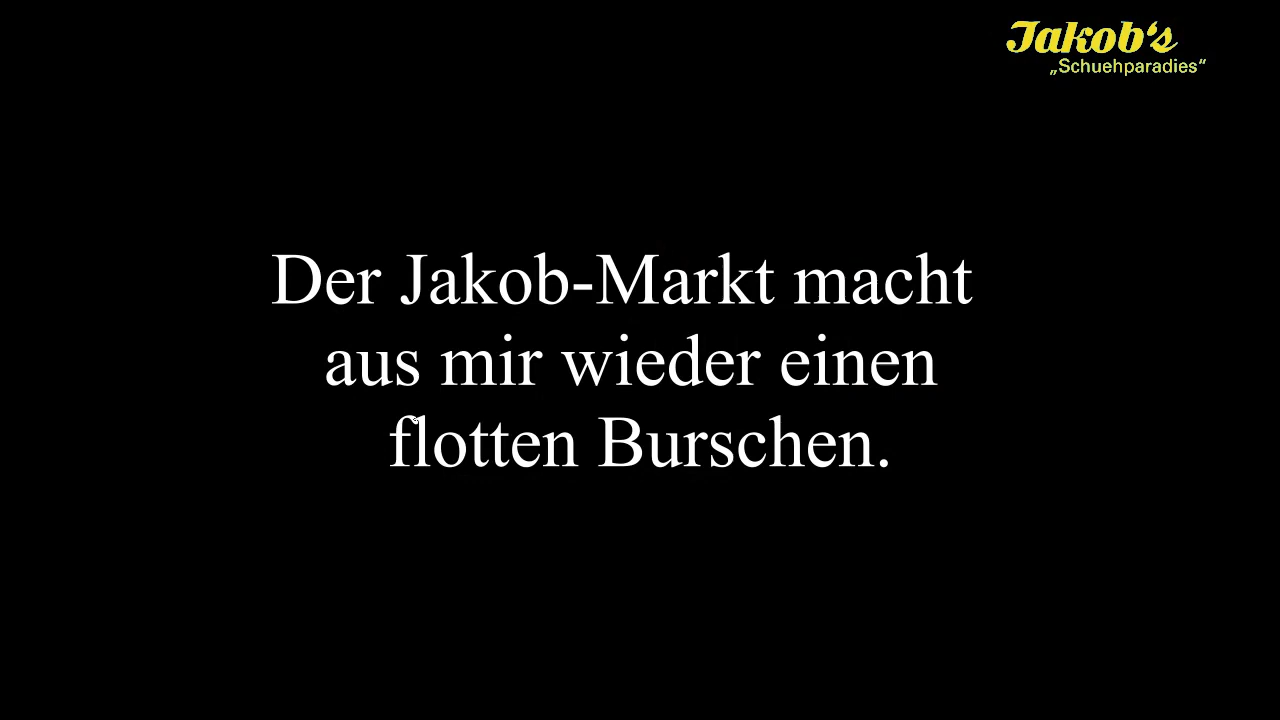 Jakob's
„Schuehparadies“
Der Jakob-Markt macht
aus mir wieder einen
flotten Burschen.